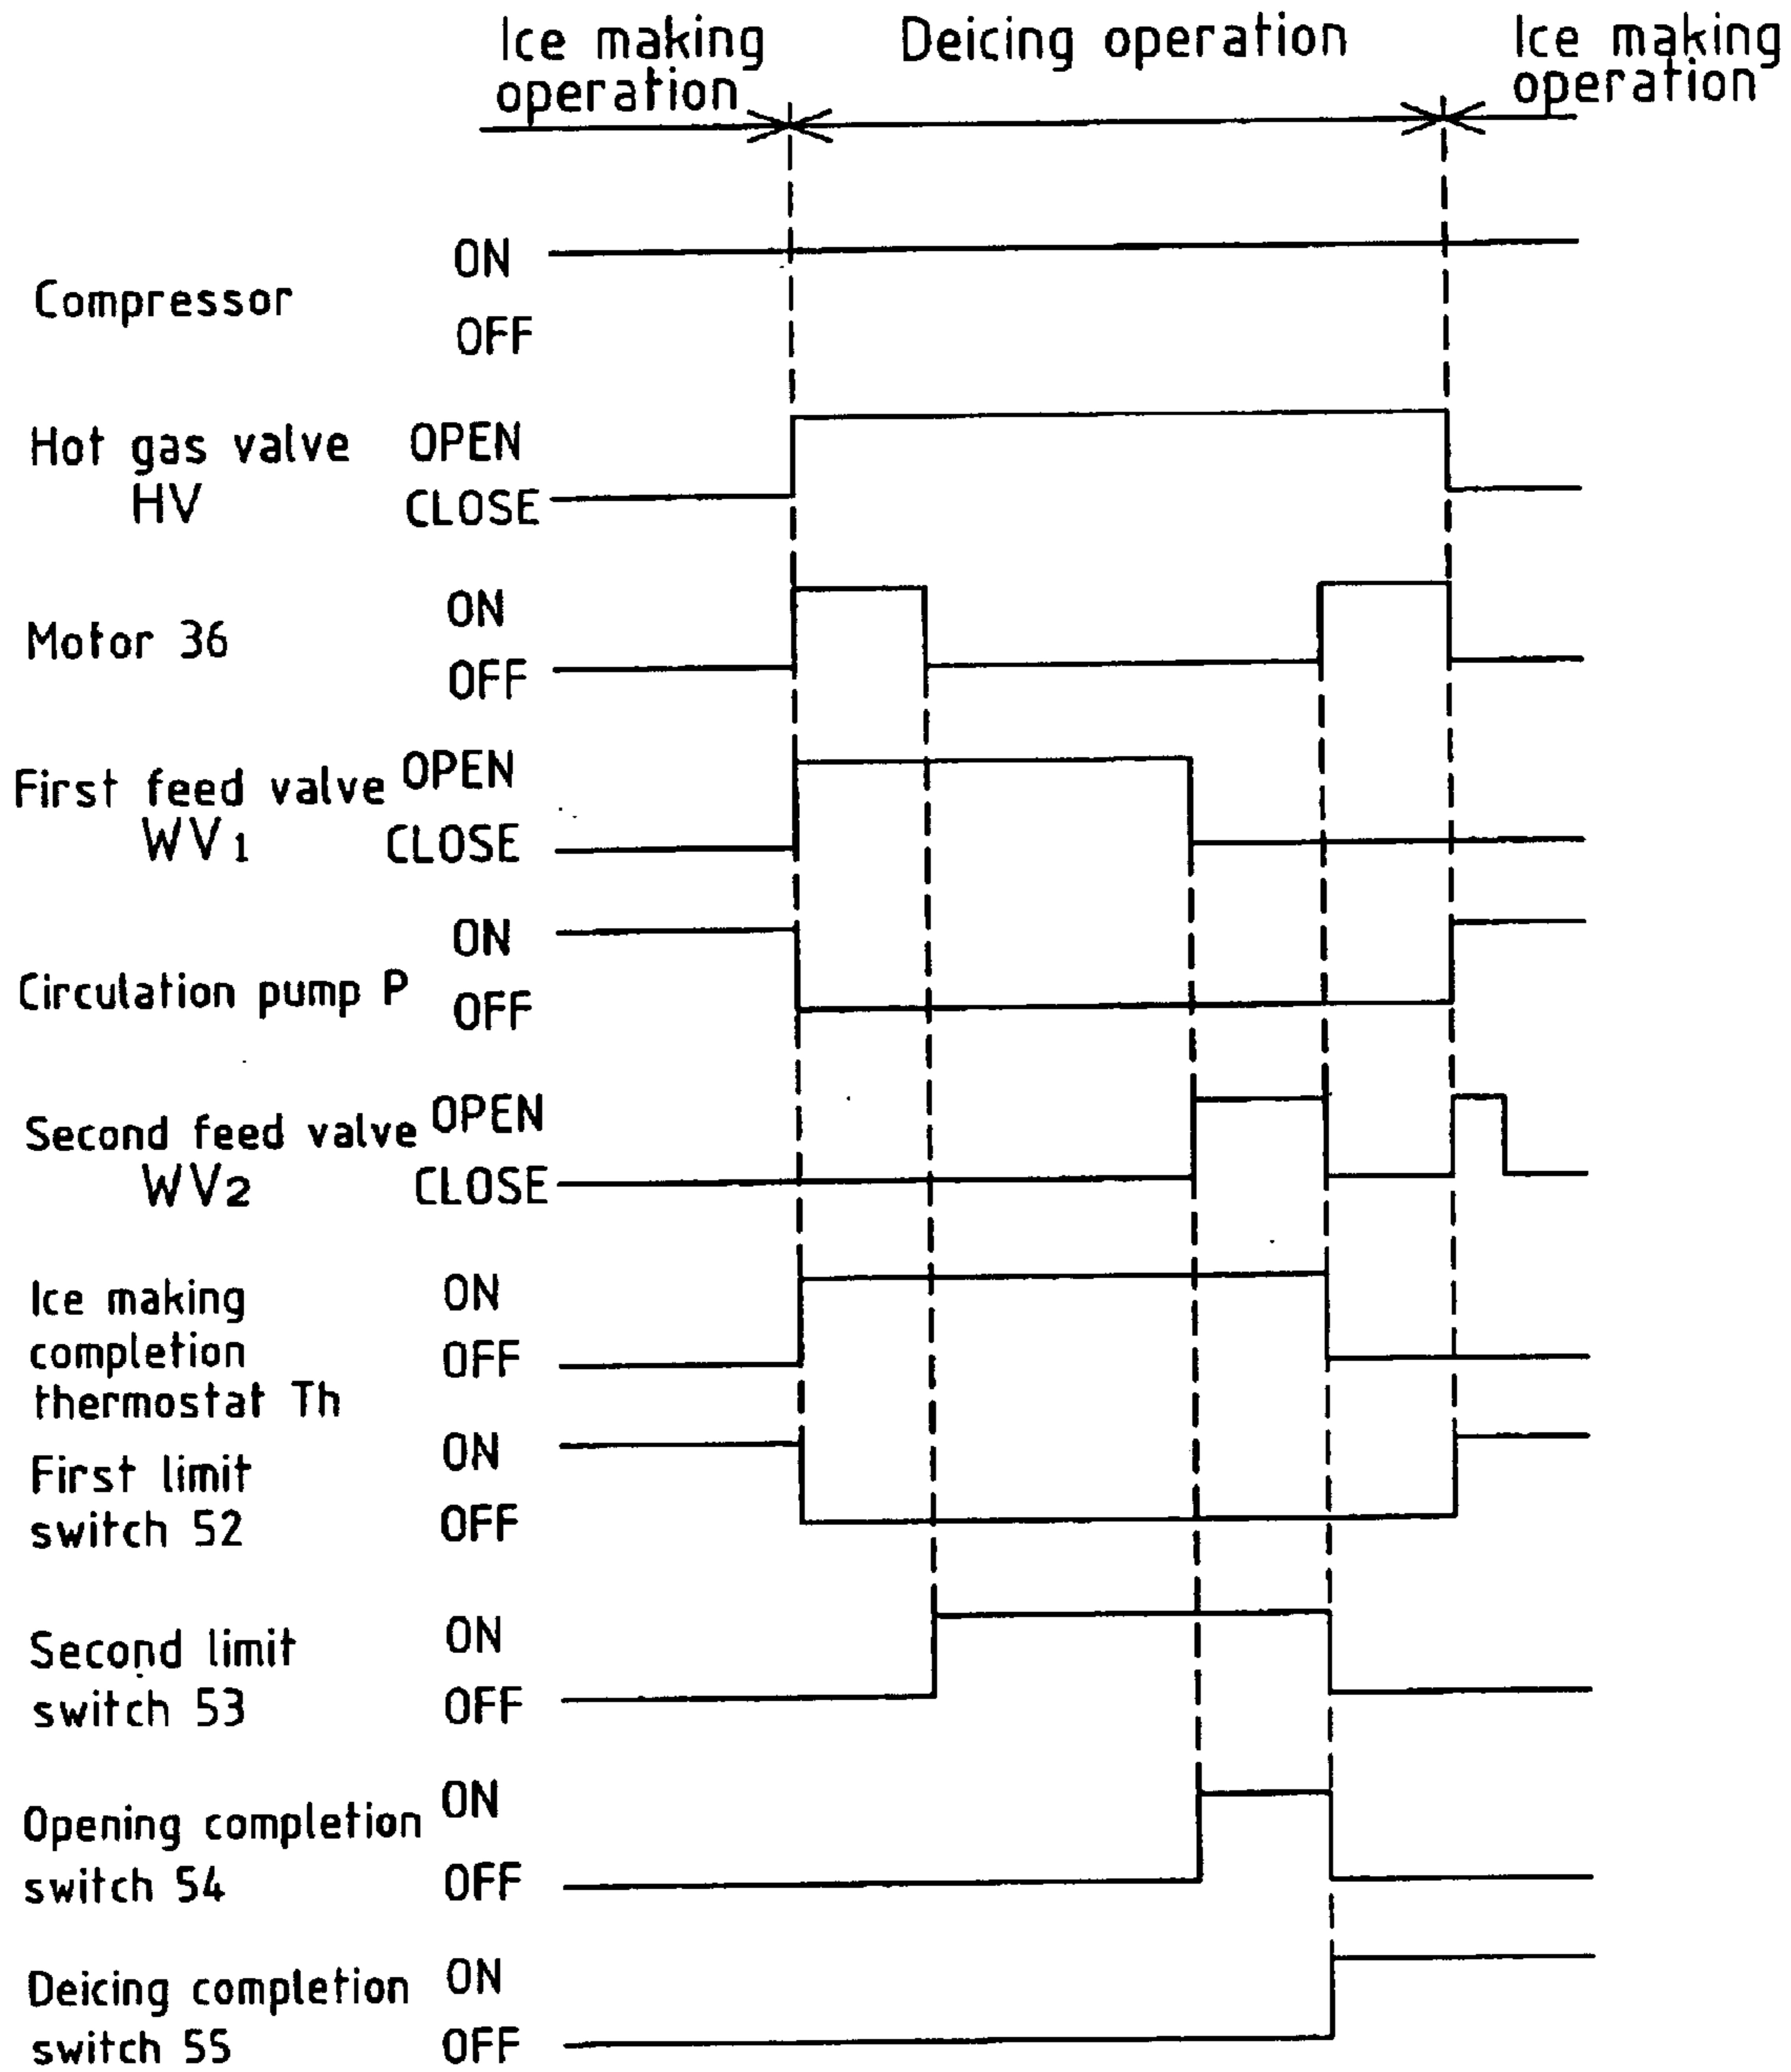 Ice making
operation
Deicing operation
Ice making
operation
Compressor
ON
OFF
Hot gas valve
HV
OPEN
CLOSE
Motor 36
ON
OFF
First feed valve
WV1
OPEN
CLOSE
Circulation pump P
ON
OFF
Second feed valve
WV2
OPEN
CLOSE
Ice making
completion
thermostat Th
ON
OFF
First limit
switch 52
ON
OFF
Second limit
switch 53
ON
OFF
Opening completion
switch 54
ON
OFF
Deicing completion
switch 55
ON
OFF